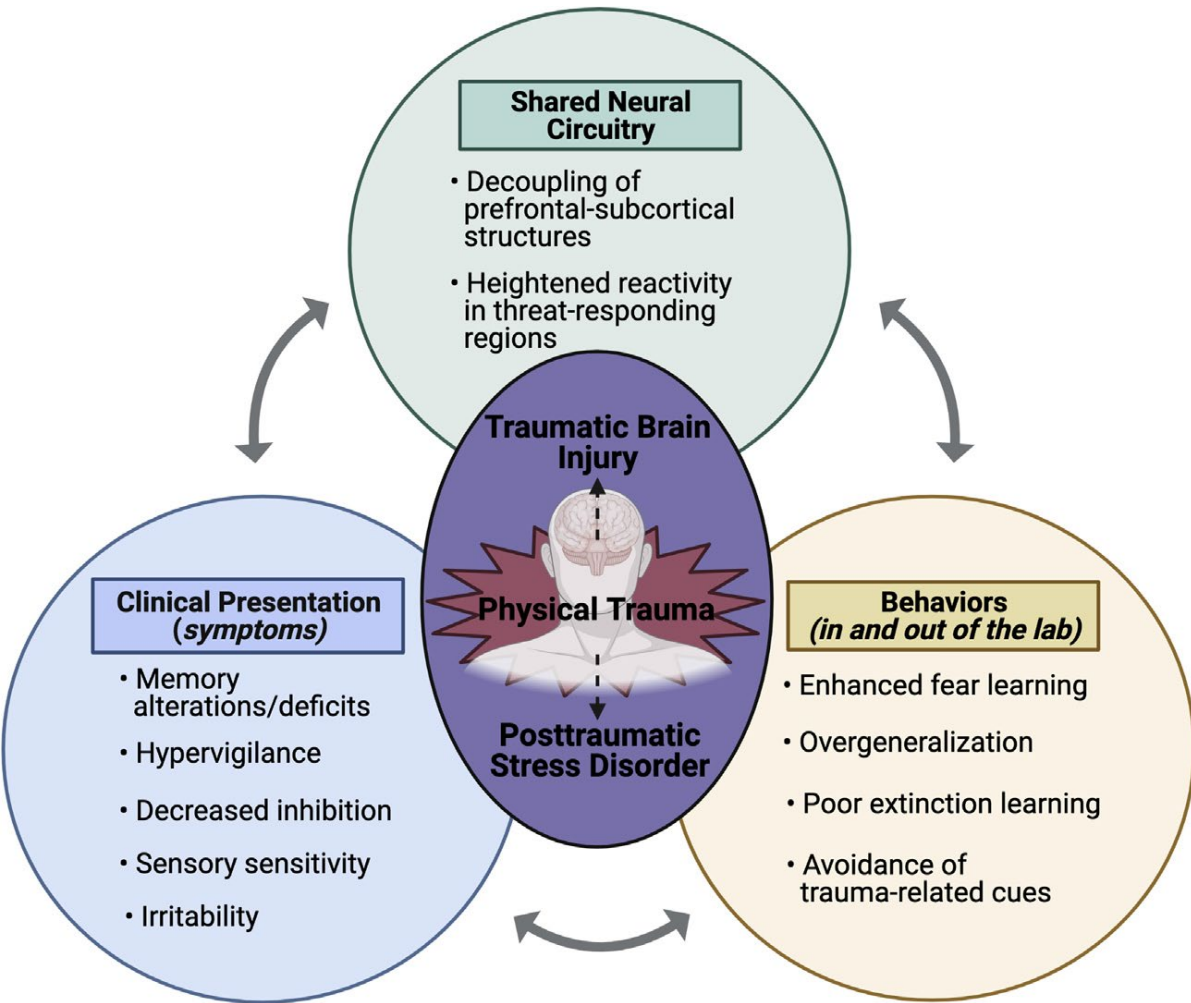 Shared Neural
Circuitry
• Decoupling of
prefrontal-subcortical
structures
• Heightened reactivity
in threat-responding
regions
Traumatic Brain
Injury
Physical Trauma
Posttraumatic
Stress Disorder
Clinical Presentation
(symptoms)
• Memory
alterations/deficits
• Hypervigilance
• Decreased inhibition
• Sensory sensitivity
• Irritability
Behaviors
(in and out of the lab)
• Enhanced fear learning
• Overgeneralization
• Poor extinction learning
• Avoidance of
trauma-related cues